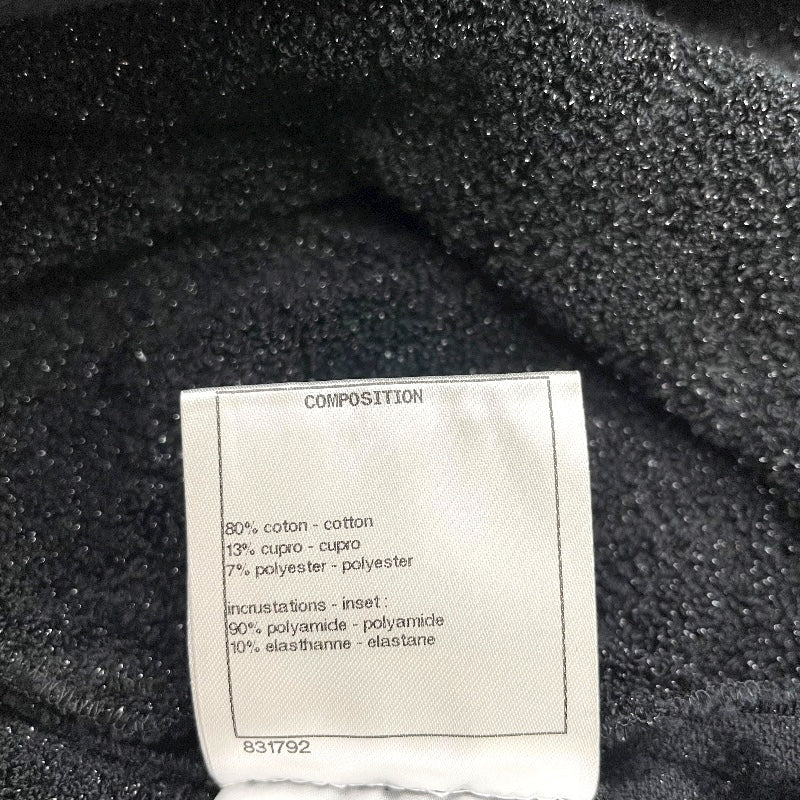 COMPOSITION
80% coton - cotton
13% cupro - cupro
7% polyester - polyester
incrustations - inset :
90% polyamide - polyamide
10% elasthanne - elastane
831792